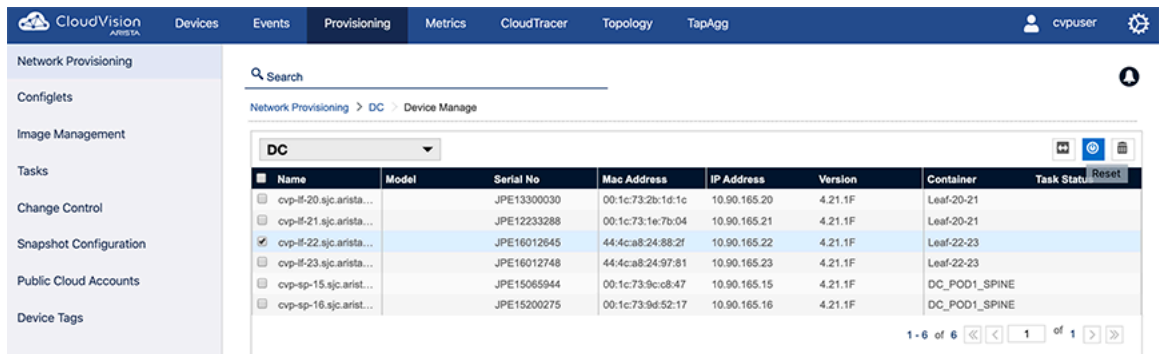 CloudVision
ARISTA
Devices Events Provisioning Metrics CloudTracer Topology TapAgg cvpuser
Network Provisioning
Configlets
Image Management
Tasks
Change Control
Snapshot Configuration
Public Cloud Accounts
Device Tags
Search
Network Provisioning > DC > Device Manage
DC
Reset
Name Model Serial No Mac Address IP Address Version Container Task Status
cvp-lf-20.sjc.arista... JPE13300030 00:1c:73:2b:1d:1c 10.90.165.20 4.21.1F Leaf-20-21
cvp-lf-21.sjc.arista... JPE12233288 00:1c:73:1e:7b:04 10.90.165.21 4.21.1F Leaf-20-21
cvp-lf-22.sjc.arista... JPE16012645 44:4c:a8:24:88:2f 10.90.165.22 4.21.1F Leaf-22-23
cvp-lf-23.sjc.arista... JPE16012748 44:4c:a8:24:97:81 10.90.165.23 4.21.1F Leaf-22-23
cvp-sp-15.sjc.arist... JPE15065944 00:1c:73:9c:c8:47 10.90.165.15 4.21.1F DC_POD1_SPINE
cvp-sp-16.sjc.arist... JPE15200275 00:1c:73:9d:52:17 10.90.165.16 4.21.1F DC_POD1_SPINE
1 - 6 of 6 1 of 1